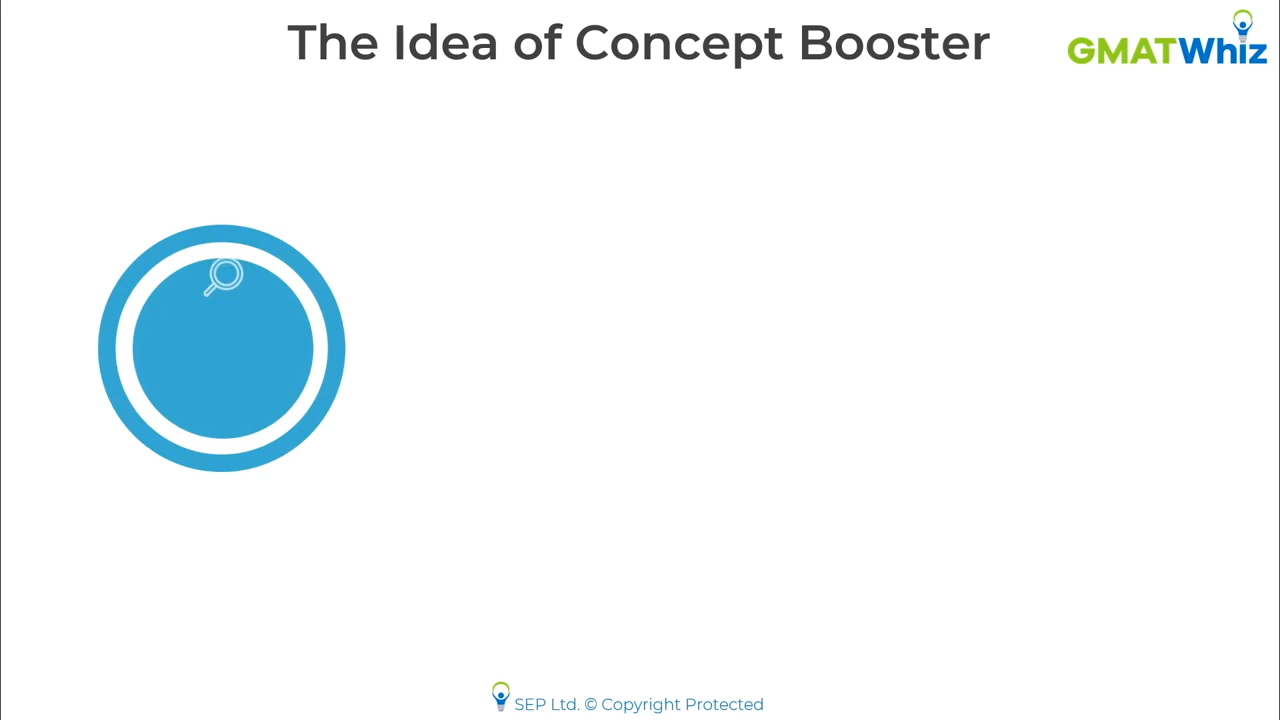 The Idea of Concept Booster
GMATWhiz
SEP Ltd. © Copyright Protected